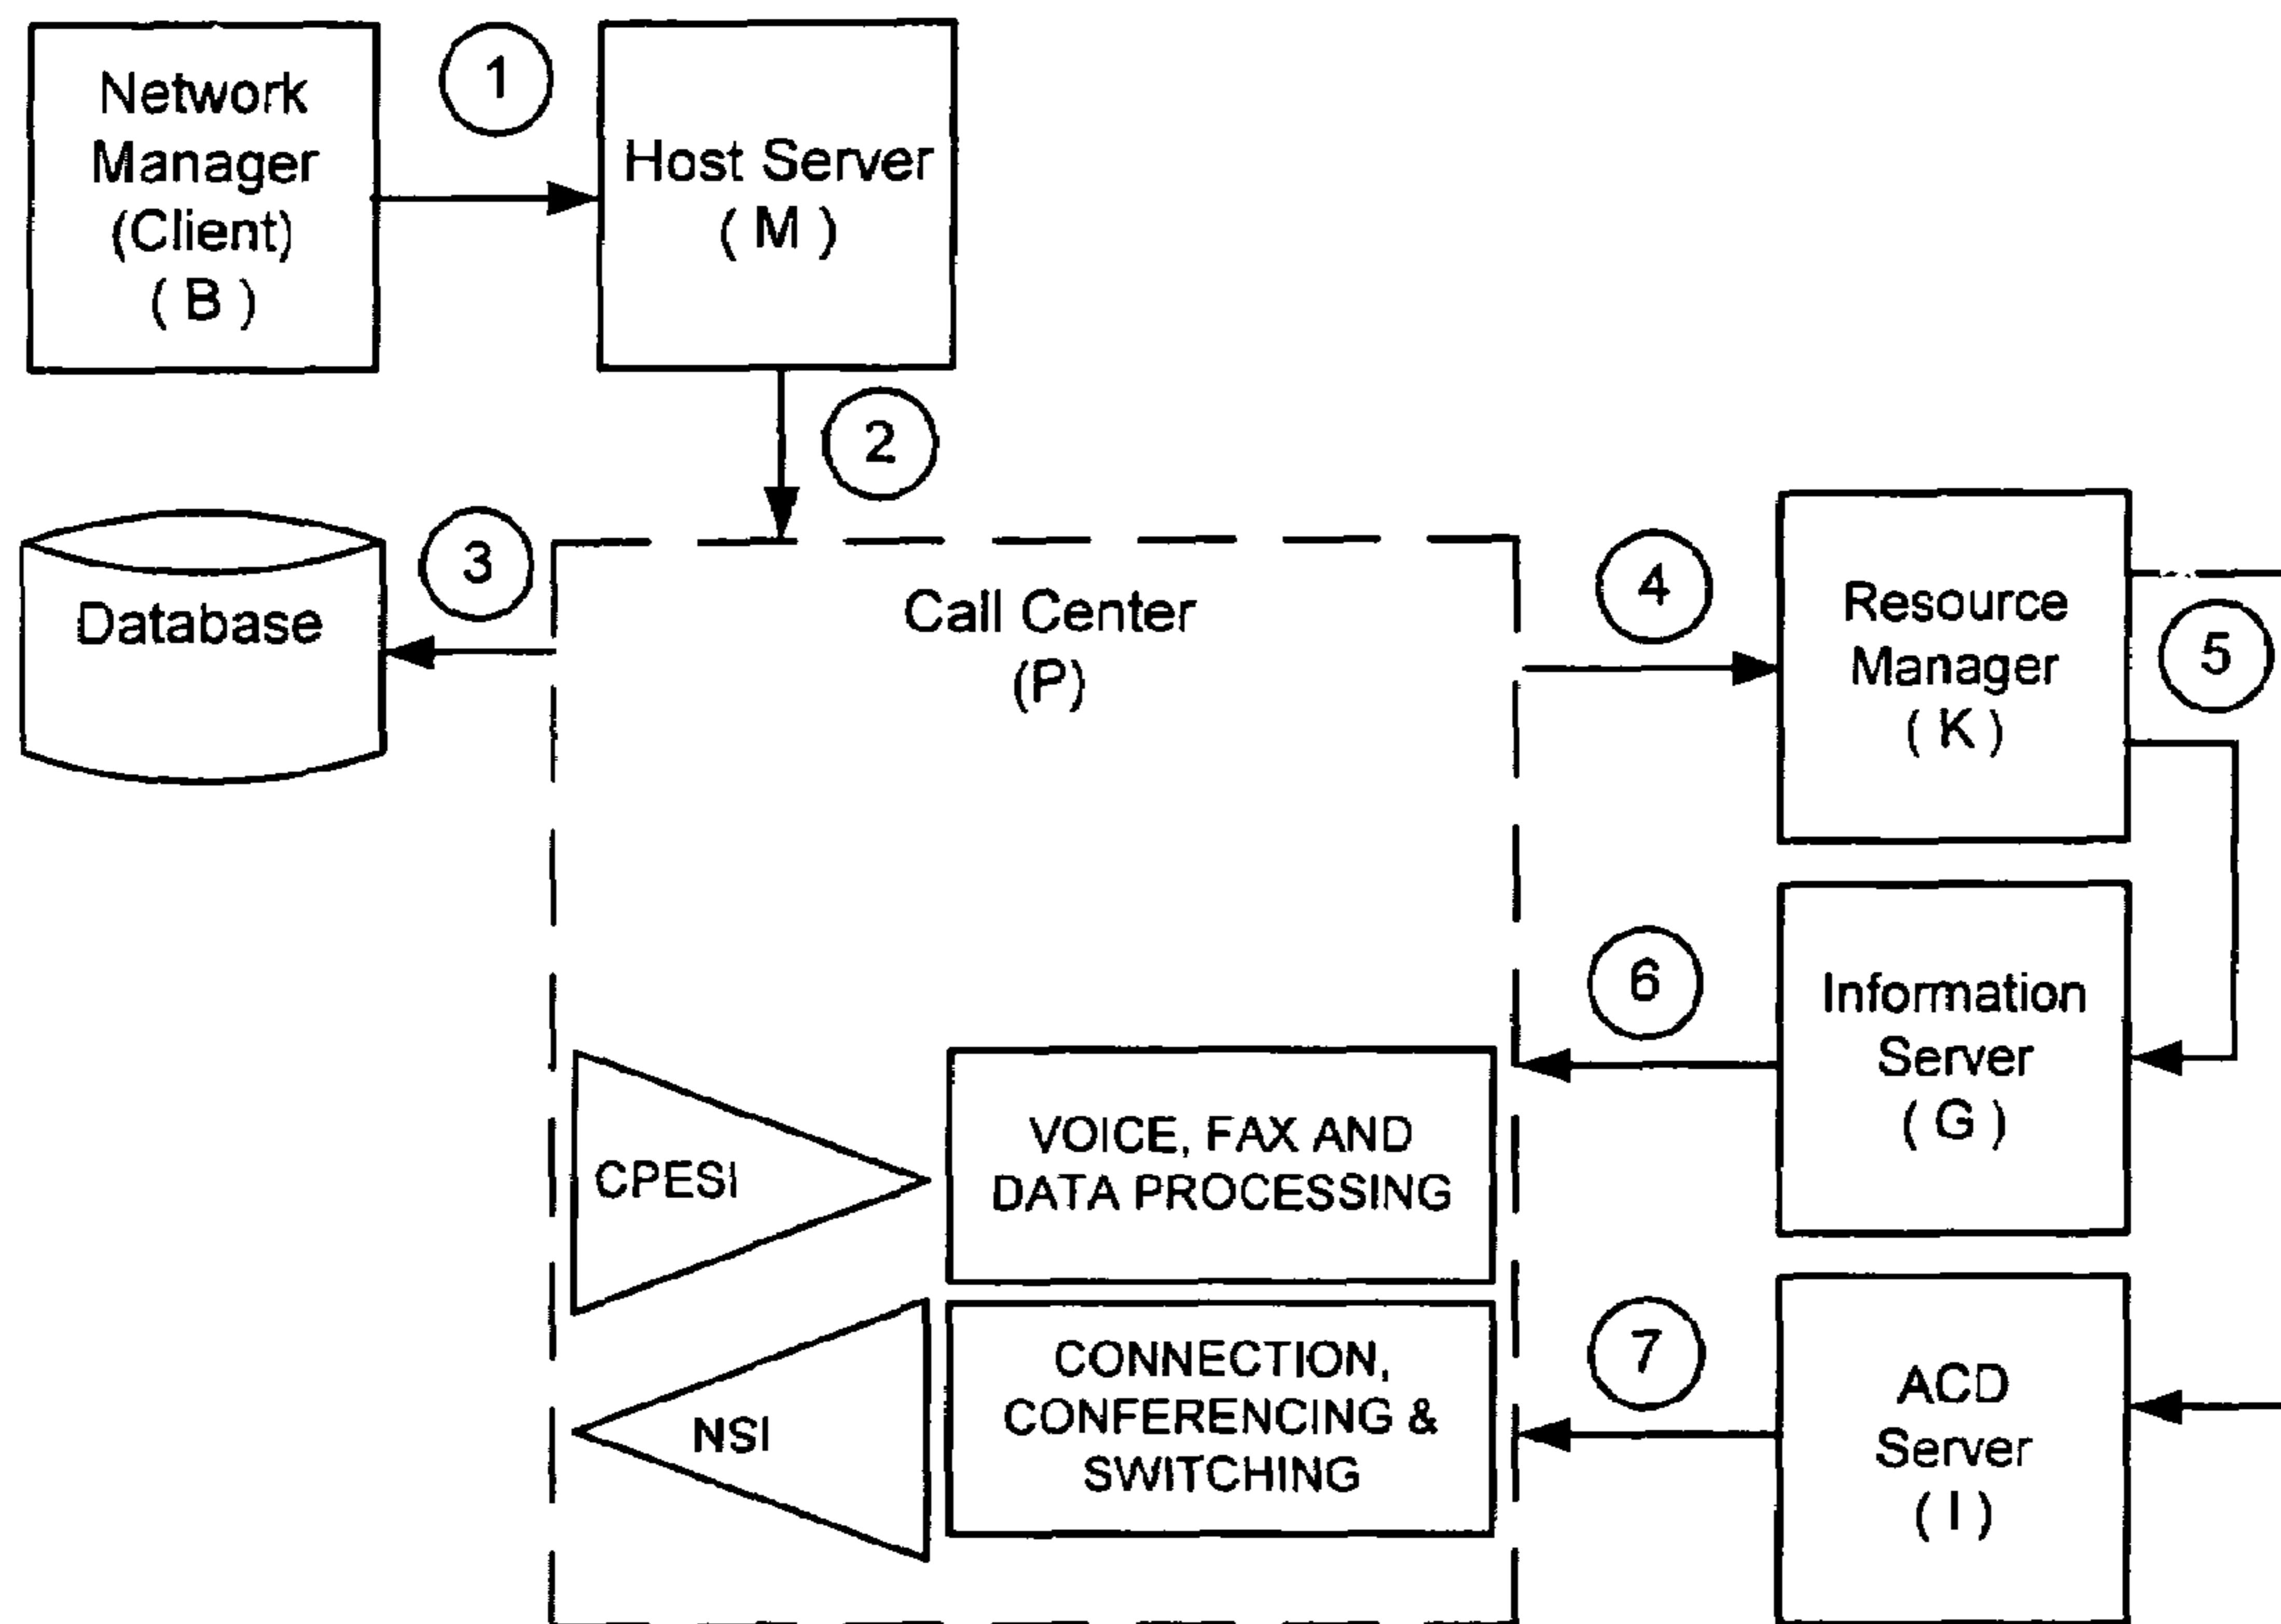 Network
Manager
(Client)
( B )
1
Host Server
( M )
2
Database
3
Call Center
(P)
4
Resource
Manager
( K )
5
6
Information
Server
( G )
CPESI
VOICE, FAX AND
DATA PROCESSING
NSI
CONNECTION,
CONFERENCING &
SWITCHING
7
ACD
Server
( I )